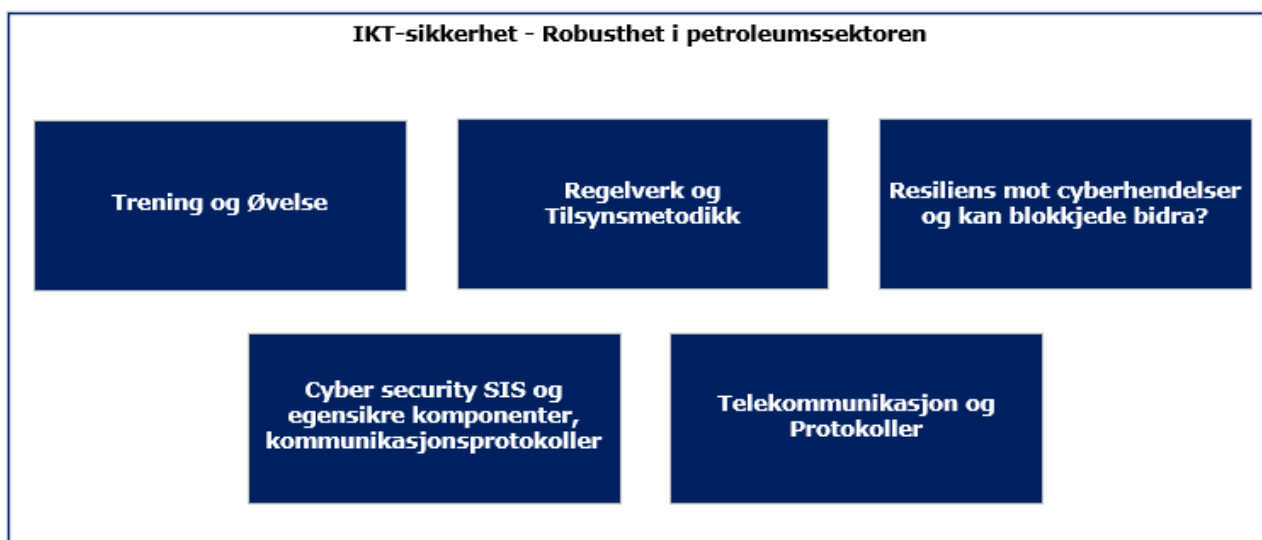 IKT-sikkerhet - Robusthet i petroleumssektoren
Trening og Øvelse
Regelverk og
Tilsynsmetodikk
Resiliens mot cyberhendelser
og kan blokkjede bidra?
Cyber security SIS og
egensikre komponenter,
kommunikasjonsprotokoller
Telekommunikasjon og
Protokoller